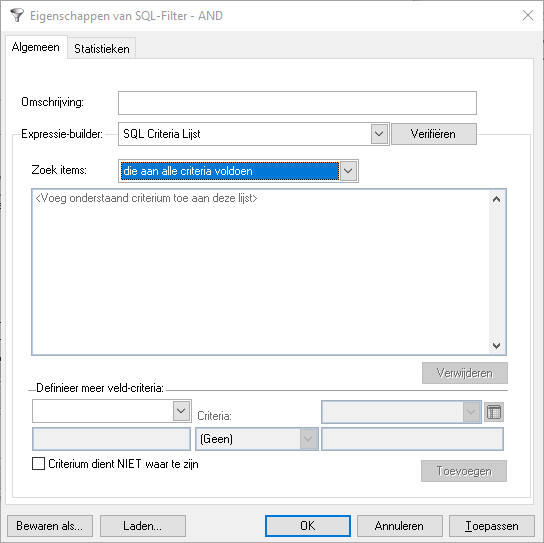 Eigenschappen van SQL-Filter - AND
Algemeen
Statistieken
Omschrijving:
Expressie-builder:
SQL Criteria Lijst
Verifiëren
Zoek items:
die aan alle criteria voldoen
<Voeg onderstaand criterium toe aan deze lijst>
Verwijderen
Definieer meer veld-criteria:
Criteria:
(Geen)
Criterium dient NIET waar te zijn
Toevoegen
Bewaren als...
Laden...
OK
Annuleren
Toepassen